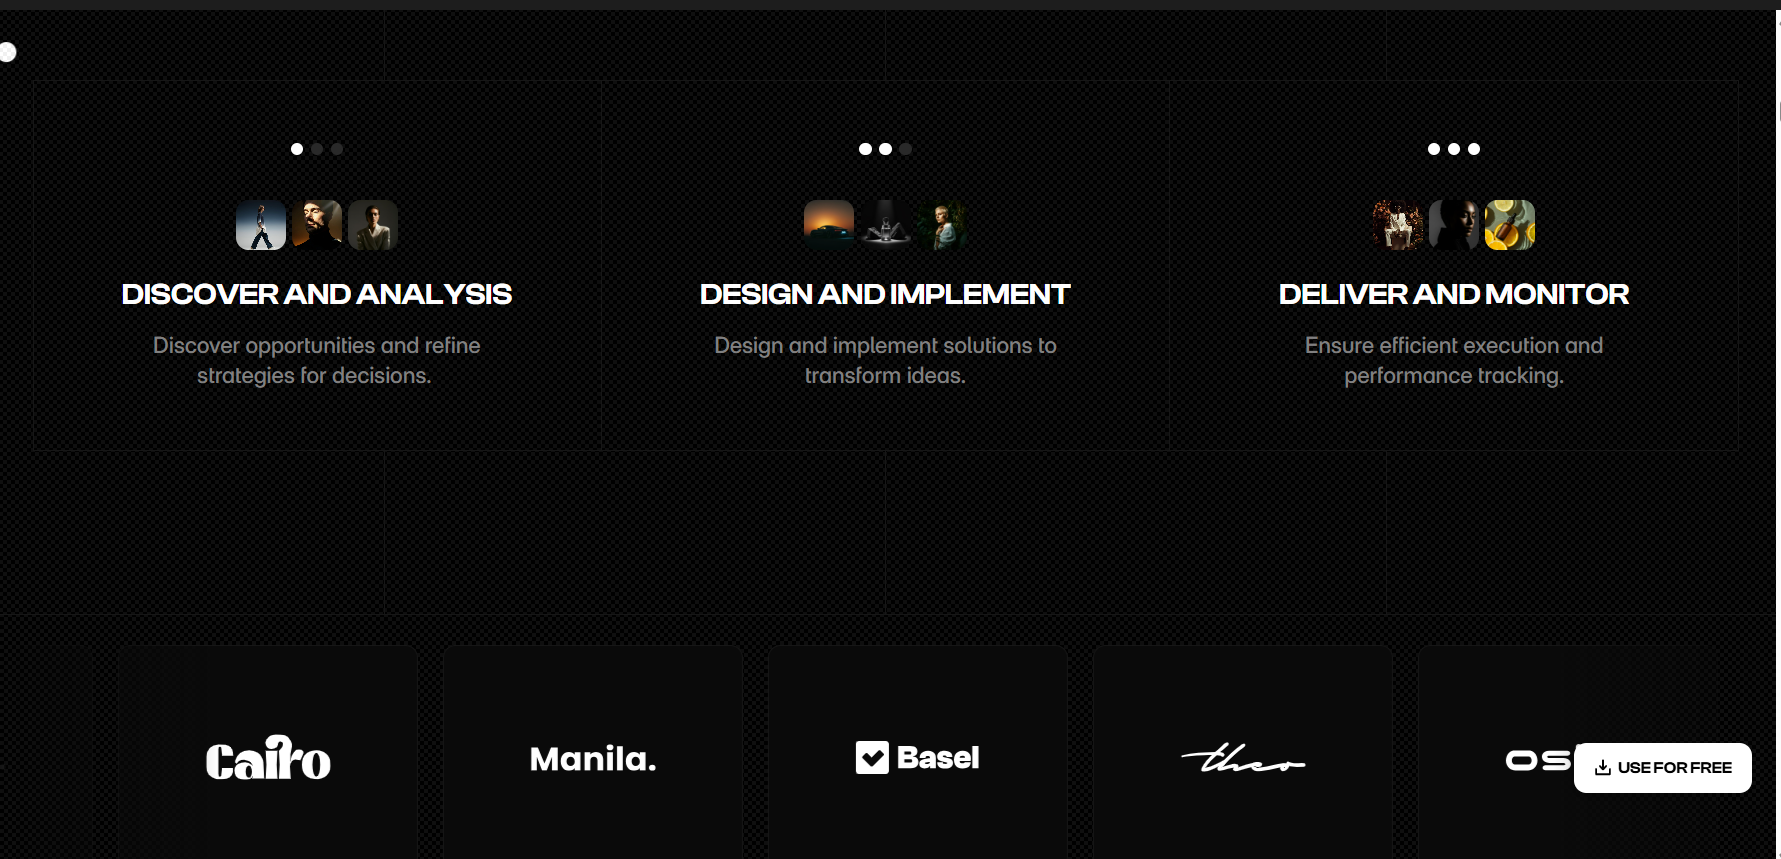 DISCOVER AND ANALYSIS
Discover opportunities and refine
strategies for decisions.
DESIGN AND IMPLEMENT
Design and implement solutions to
transform ideas.
DELIVER AND MONITOR
Ensure efficient execution and
performance tracking.
Cairo
Manila.
Basel
theo
OS
USE FOR FREE